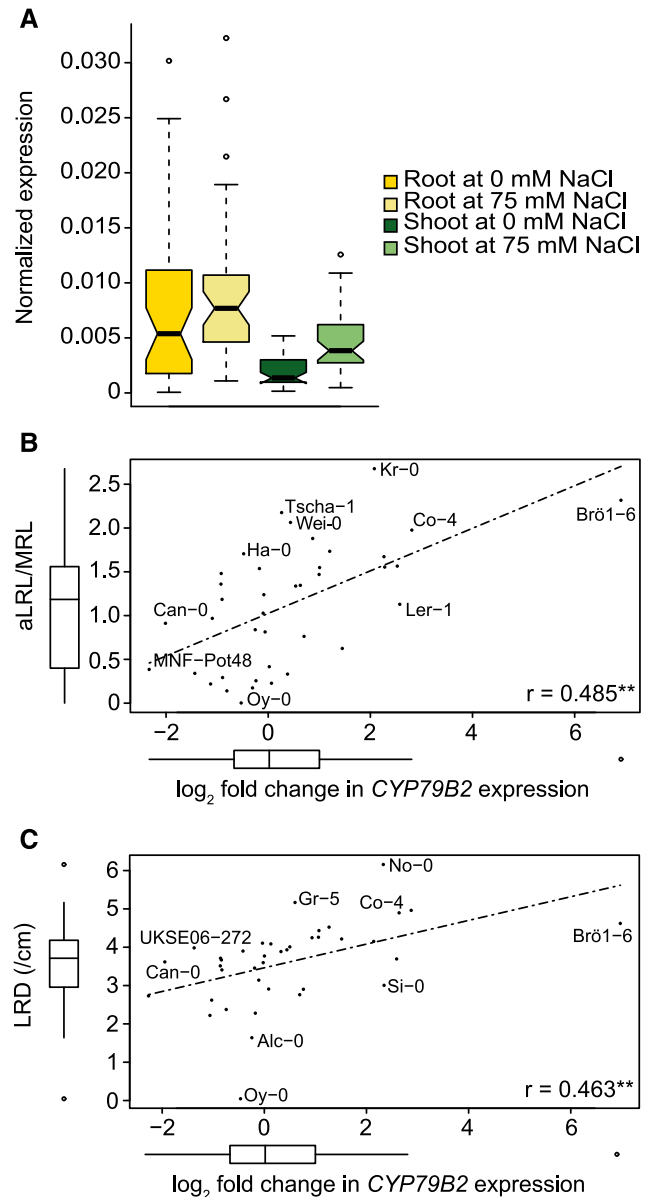 A
Normalized expression
0.030
0.025
0.020
0.015
0.010
0.005
0
Root at 0 mM NaCl
Root at 75 mM NaCl
Shoot at 0 mM NaCl
Shoot at 75 mM NaCl
B
aLRL/MRL
2.5
2.0
1.5
1.0
0.5
0
Kr−0
Tscha−1
Wei-0
Co−4
Brö1−6
Ha−0
Can−0
Ler−1
MNF−Pot48
Oy−0
r = 0.485**
−2 0 2 4 6
log2 fold change in CYP79B2 expression
C
LRD (/cm)
6
5
4
3
2
1
0
No−0
Gr−5
Co−4
UKSE06−272
Brö1−6
Can−0
Si−0
Alc−0
Oy−0
r = 0.463**
−2 0 2 4 6
log2 fold change in CYP79B2 expression